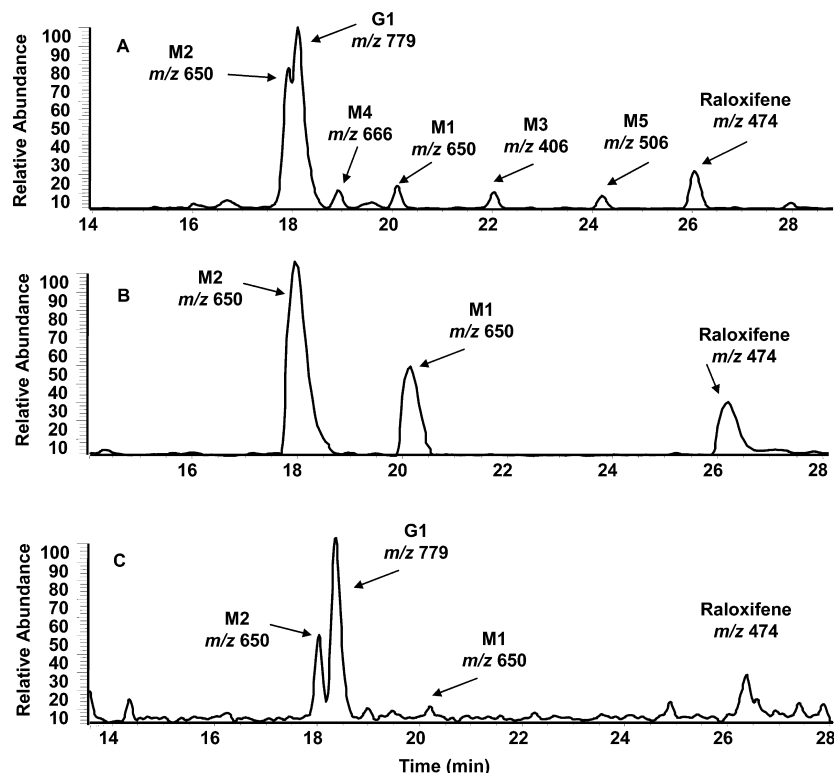 A
Relative Abundance
100
90
80
70
60
50
40
30
20
10
M2
m/z 650
G1
m/z 779
M4
m/z 666
M1
m/z 650
M3
m/z 406
M5
m/z 506
Raloxifene
m/z 474
14 16 18 20 22 24 26 28
B
Relative Abundance
100
90
80
70
60
50
40
30
20
10
M2
m/z 650
M1
m/z 650
Raloxifene
m/z 474
16 18 20 22 24 26 28
C
Relative Abundance
100
90
80
70
60
50
40
30
20
10
G1
m/z 779
M2
m/z 650
M1
m/z 650
Raloxifene
m/z 474
14 16 18 20 22 24 26 28
Time (min)